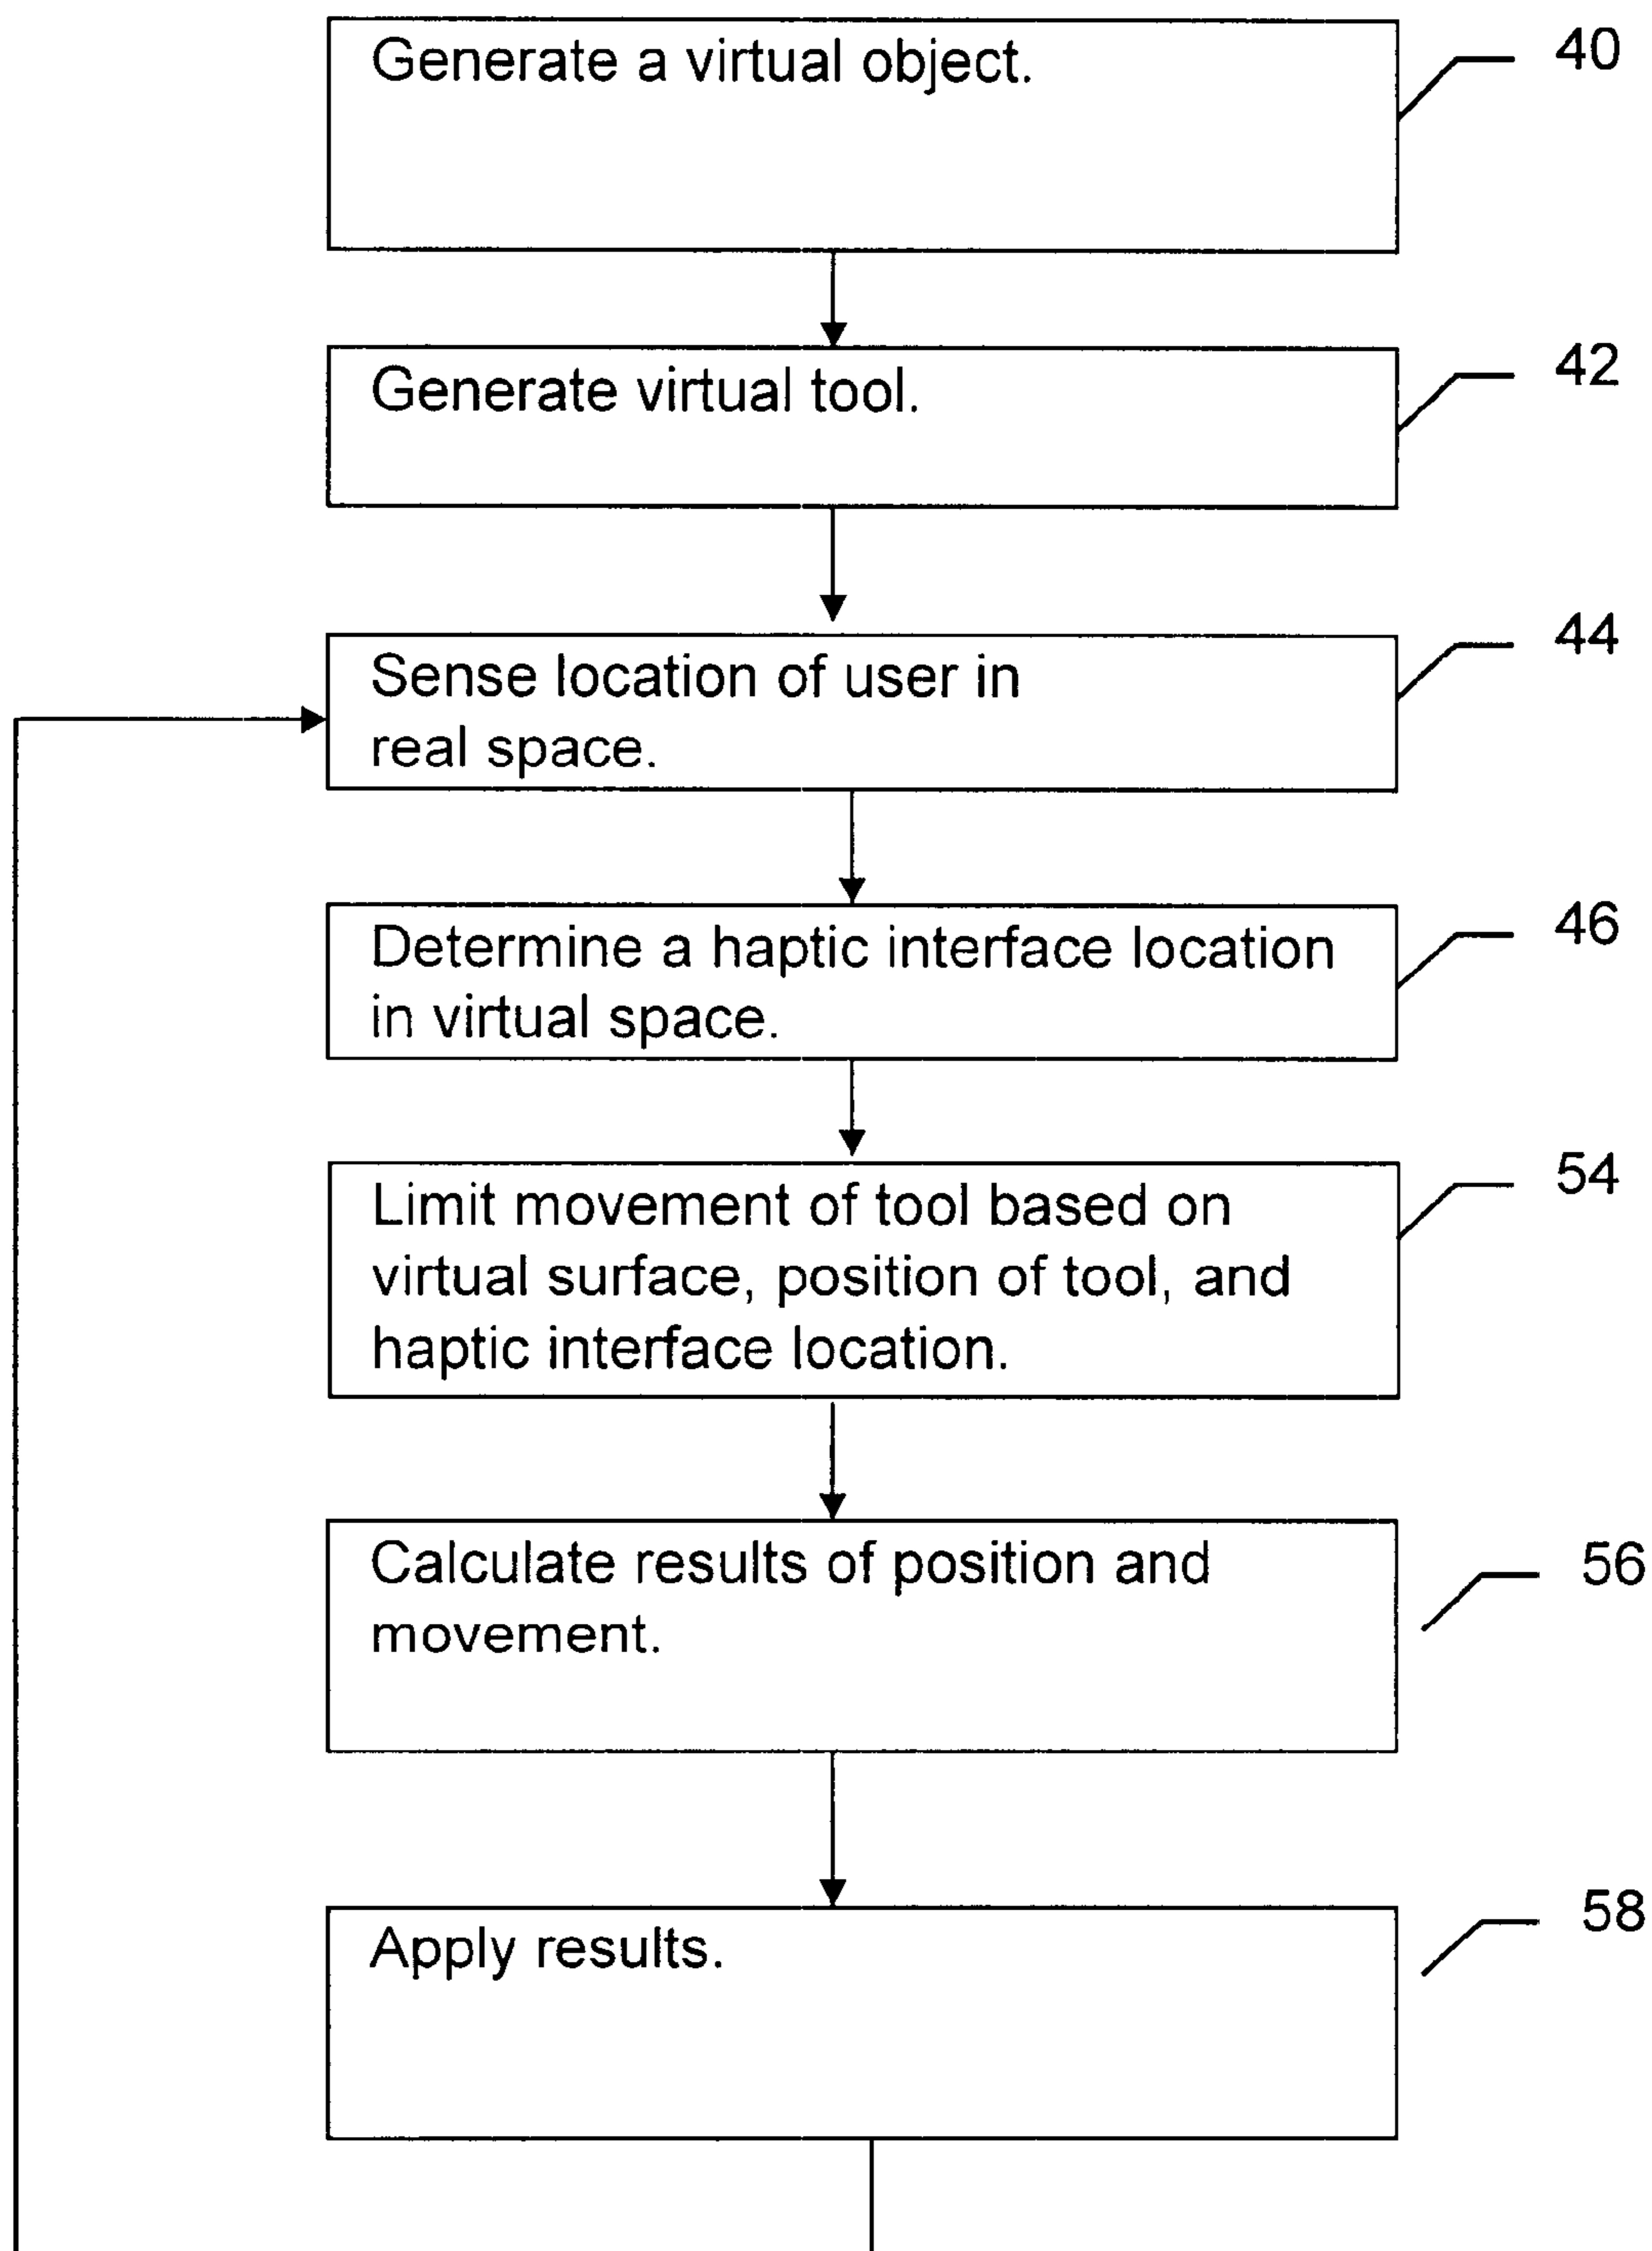 Generate a virtual object.
40
Generate virtual tool.
42
Sense location of user in
real space.
44
Determine a haptic interface location
in virtual space.
46
Limit movement of tool based on
virtual surface, position of tool, and
haptic interface location.
54
Calculate results of position and
movement.
56
Apply results.
58